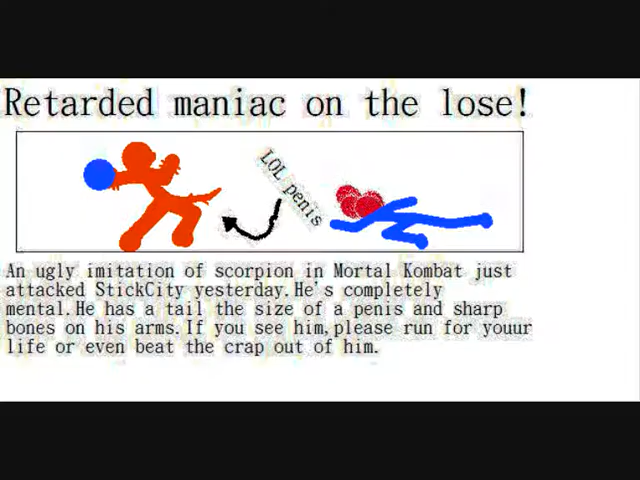 Retarded maniac on the lose!
LOL penis
An ugly imitation of scorpion in Mortal Kombat just
attacked StickCity yesterday.He's completely
mental.He has a tail the size of a penis and sharp
bones on his arms.If you see him,please run for youur
life or even beat the crap out of him.